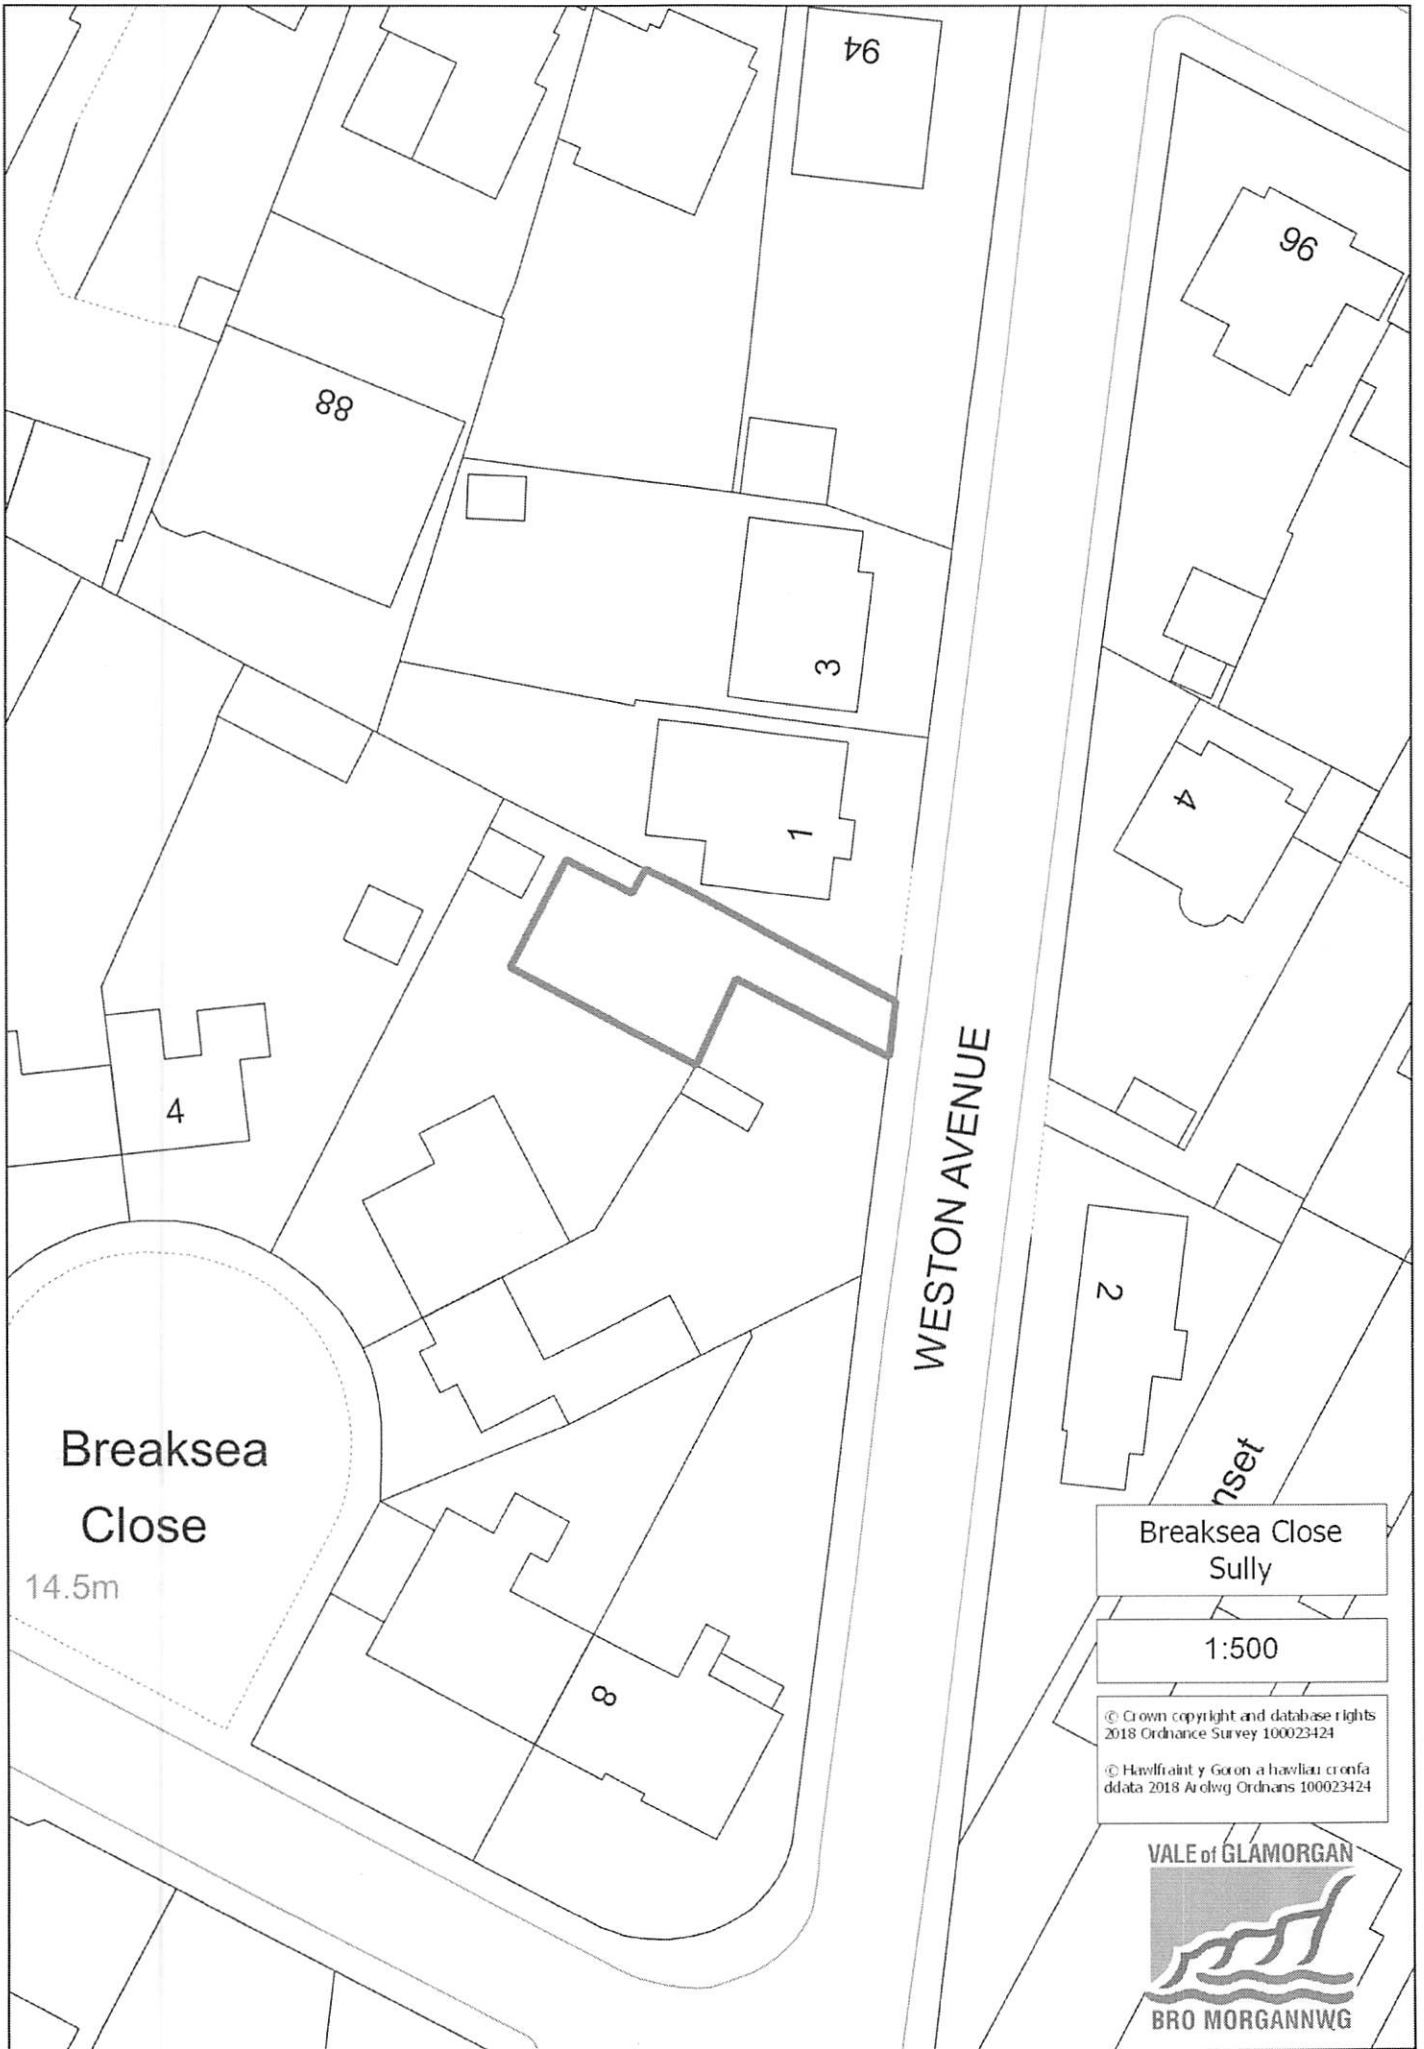 94
96
88
3
1
4
4
WESTON AVENUE
2
Breaksea
Close
14.5m
nset
8
Breaksea Close
Sully
1:500
© Crown copyright and database rights
2018 Ordnance Survey 100023424
© Hawlfraint y Goron a hawliau cronfa
ddata 2018 Arolwg Ordnans 100023424
VALE of GLAMORGAN
BRO MORGANNWG